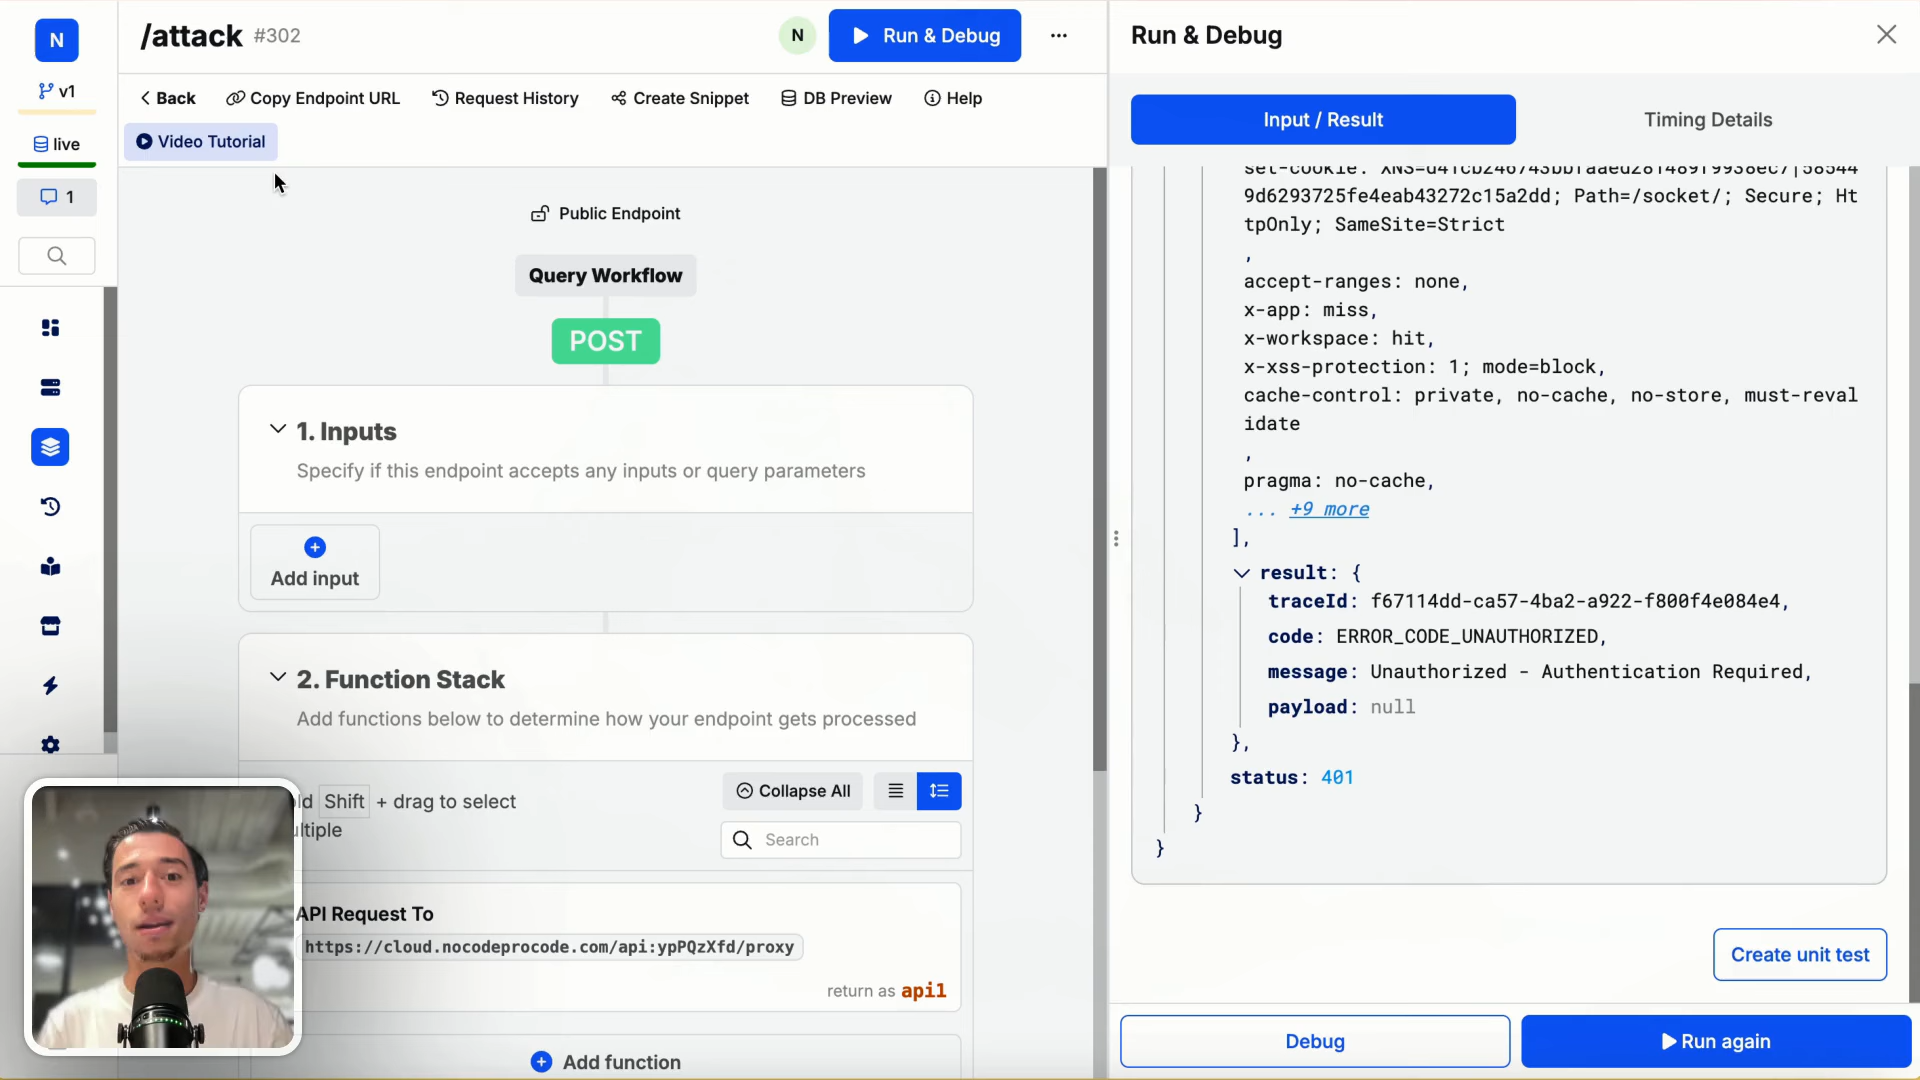 N
v1
live
1
/attack #302
N
Run & Debug
Back
Copy Endpoint URL
Request History
Create Snippet
DB Preview
Help
Video Tutorial
Public Endpoint
Query Workflow
POST
1. Inputs
Specify if this endpoint accepts any inputs or query parameters
Add input
2. Function Stack
Add functions below to determine how your endpoint gets processed
ld Shift + drag to select
ultiple
Collapse All
Search
API Request To
https://cloud.nocodeprocode.com/api:ypPQzXfd/proxy
return as api1
Add function
Run & Debug
Input / Result
Timing Details
9d6293725fe4eab43272c15a2dd; Path=/socket/; Secure; Ht
tpOnly; SameSite=Strict
,
accept-ranges: none,
x-app: miss,
x-workspace: hit,
x-xss-protection: 1; mode=block,
cache-control: private, no-cache, no-store, must-reval
idate
,
pragma: no-cache,
... +9 more
],
result: {
traceId: f67114dd-ca57-4ba2-a922-f800f4e084e4,
code: ERROR_CODE_UNAUTHORIZED,
message: Unauthorized - Authentication Required,
payload: null
},
status: 401
}
}
Create unit test
Debug
Run again